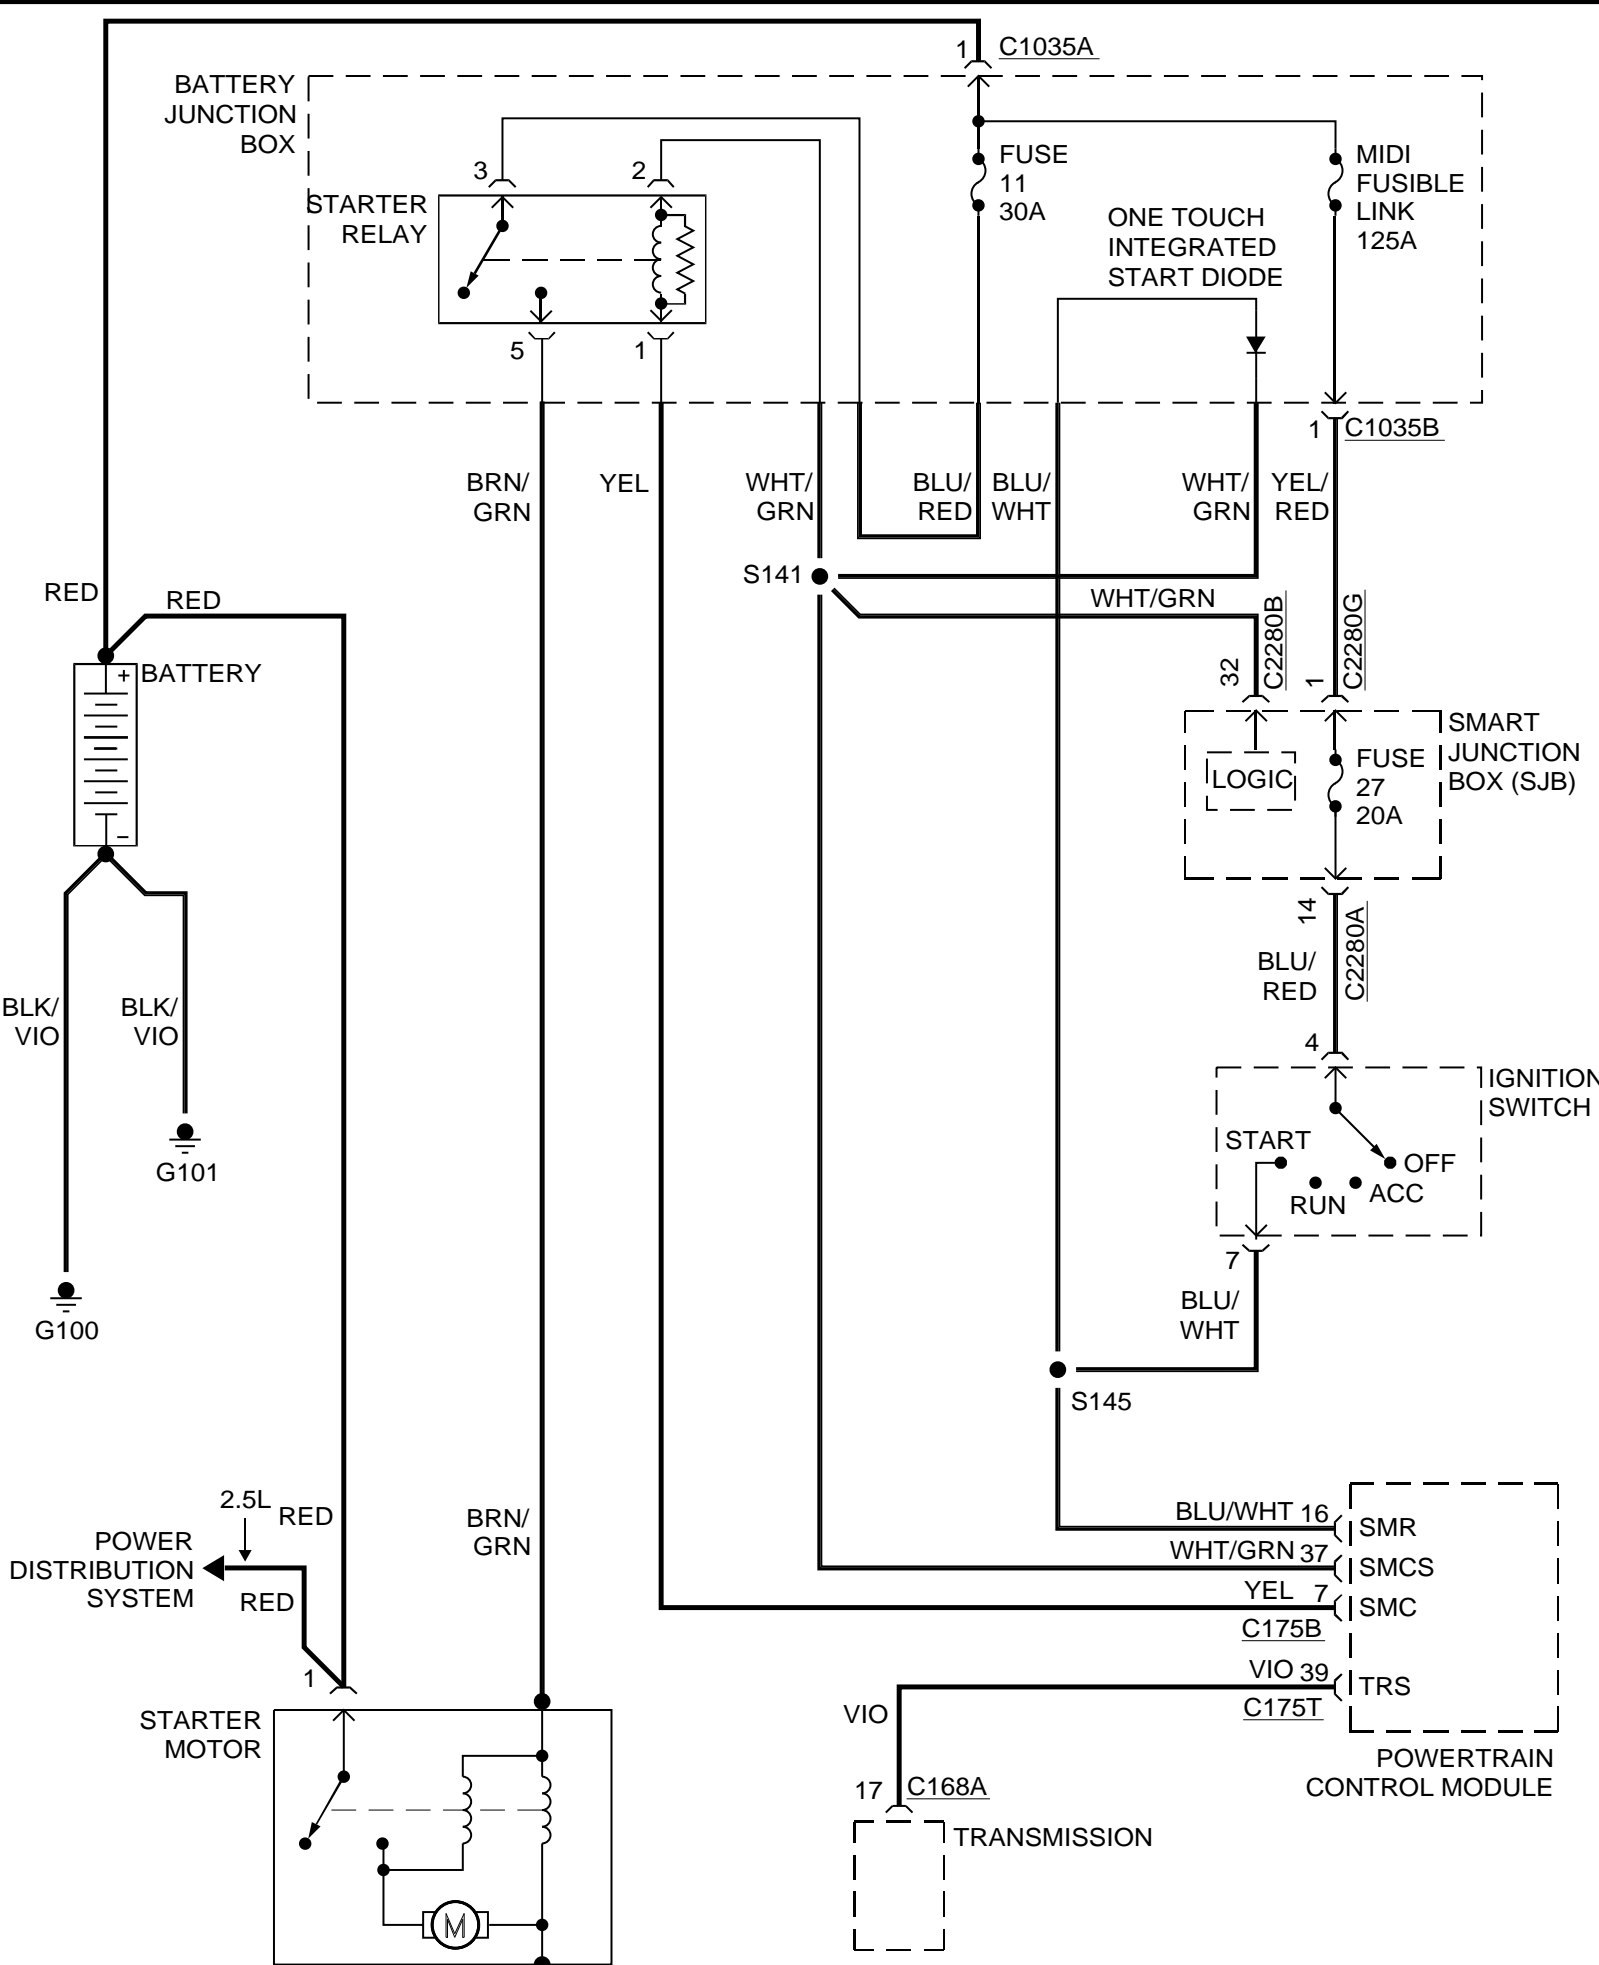 1 C1035A
BATTERY
JUNCTION
BOX
3
2
STARTER
RELAY
5
1
FUSE
11
30A
MIDI
FUSIBLE
LINK
125A
ONE TOUCH
INTEGRATED
START DIODE
1 C1035B
BRN/
GRN
YEL
WHT/
GRN
BLU/
RED
BLU/
WHT
WHT/
GRN
YEL/
RED
S141
WHT/GRN
RED
RED
+
BATTERY
–
32
C2280B
1
C2280G
SMART
JUNCTION
BOX (SJB)
LOGIC
FUSE
27
20A
14
C2280A
BLU/
RED
BLK/
VIO
BLK/
VIO
4
IGNITION
SWITCH
START
OFF
ACC
RUN
G101
7
BLU/
WHT
G100
S145
2.5L
RED
BRN/
GRN
POWER
DISTRIBUTION
SYSTEM
RED
BLU/WHT 16 SMR
WHT/GRN 37 SMCS
YEL 7 SMC
C175B
VIO 39 TRS
C175T
VIO
POWERTRAIN
CONTROL MODULE
1
STARTER
MOTOR
M
17 C168A
TRANSMISSION